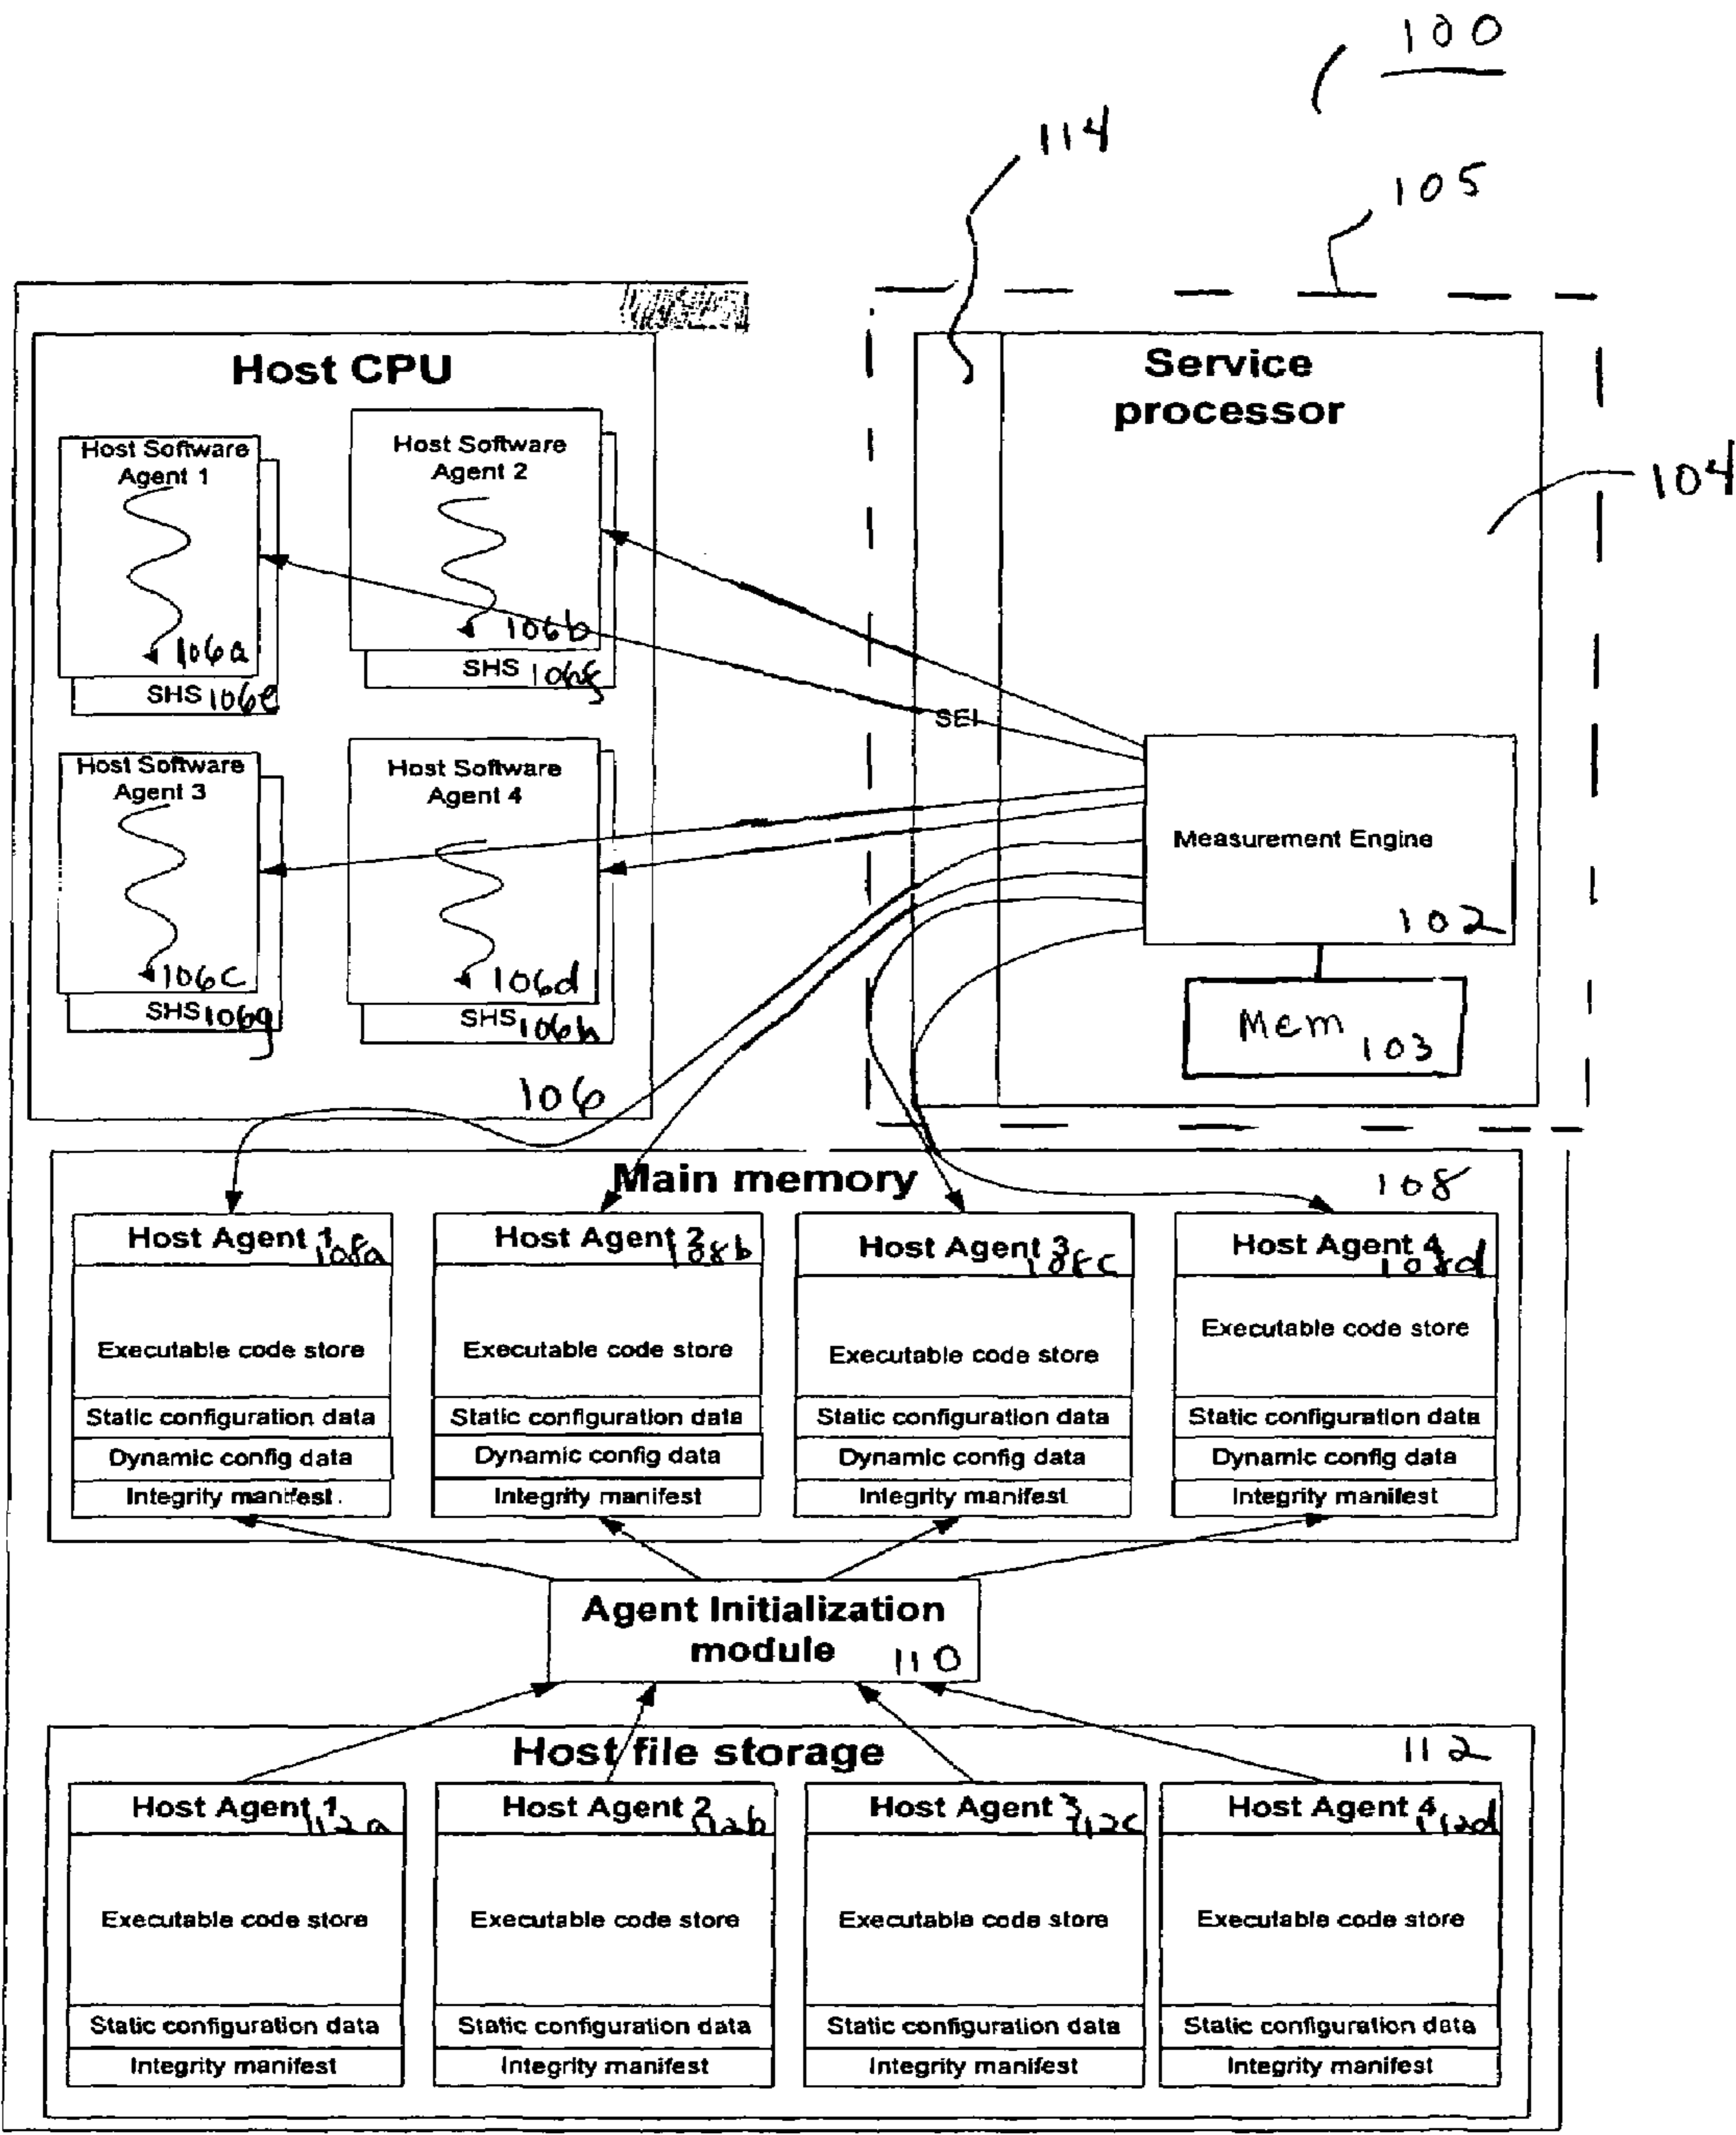 100
114
105
Host CPU
Service
processor
104
Host Software
Agent 1
106a
SHS 106e
Host Software
Agent 2
106b
SHS 106f
SEI
Host Software
Agent 3
106c
SHS 106g
Host Software
Agent 4
106d
SHS 106h
106
Measurement Engine
102
Mem
103
Main memory
108
Host Agent 1
108a
Executable code store
Static configuration data
Dynamic config data
Integrity manifest
Host Agent 2
108b
Executable code store
Static configuration data
Dynamic config data
Integrity manifest
Host Agent 3
108c
Executable code store
Static configuration data
Dynamic config data
Integrity manifest
Host Agent 4
108d
Executable code store
Static configuration data
Dynamic config data
Integrity manifest
Agent Initialization
module
110
Host file storage
112
Host Agent 1
112a
Executable code store
Static configuration data
Integrity manifest
Host Agent 2
112b
Executable code store
Static configuration data
Integrity manifest
Host Agent 3
112c
Executable code store
Static configuration data
Integrity manifest
Host Agent 4
112d
Executable code store
Static configuration data
Integrity manifest